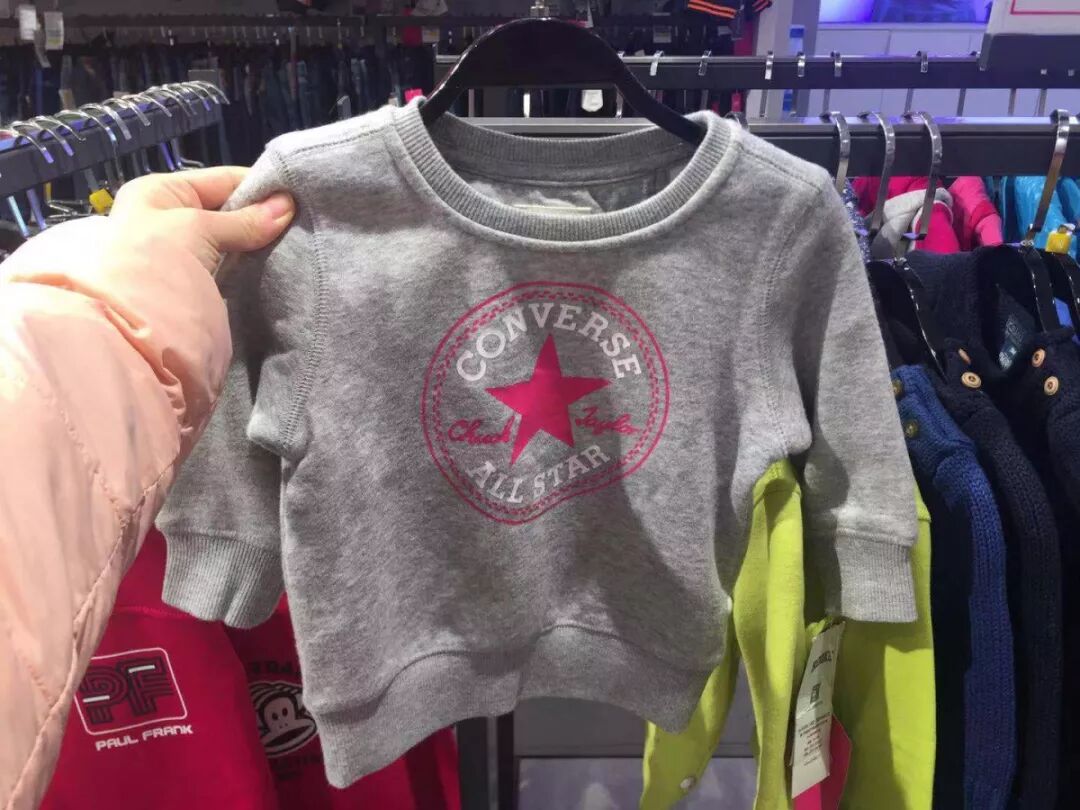 CONVERSE
Chuck Taylor
ALL STAR
PF
PAUL FRANK